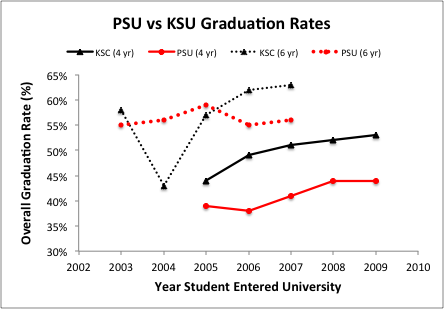 PSU vs KSU Graduation Rates
KSC (4 yr) PSU (4 yr) KSC (6 yr) PSU (6 yr)
65%
60%
55%
50%
45%
40%
35%
30%
Overall Graduation Rate (%)
2002 2003 2004 2005 2006 2007 2008 2009 2010
Year Student Entered University